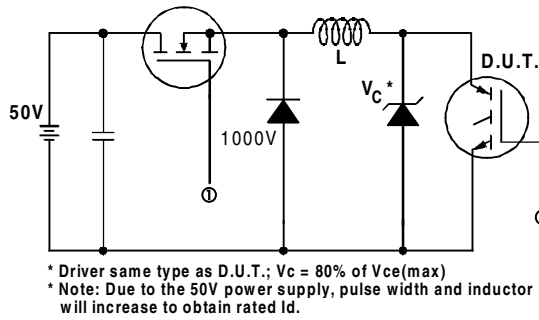 50V
L
D.U.T.
V_C *
1000V
①
* Driver same type as D.U.T.; Vc = 80% of Vce(max)
* Note: Due to the 50V power supply, pulse width and inductor
will increase to obtain rated Id.